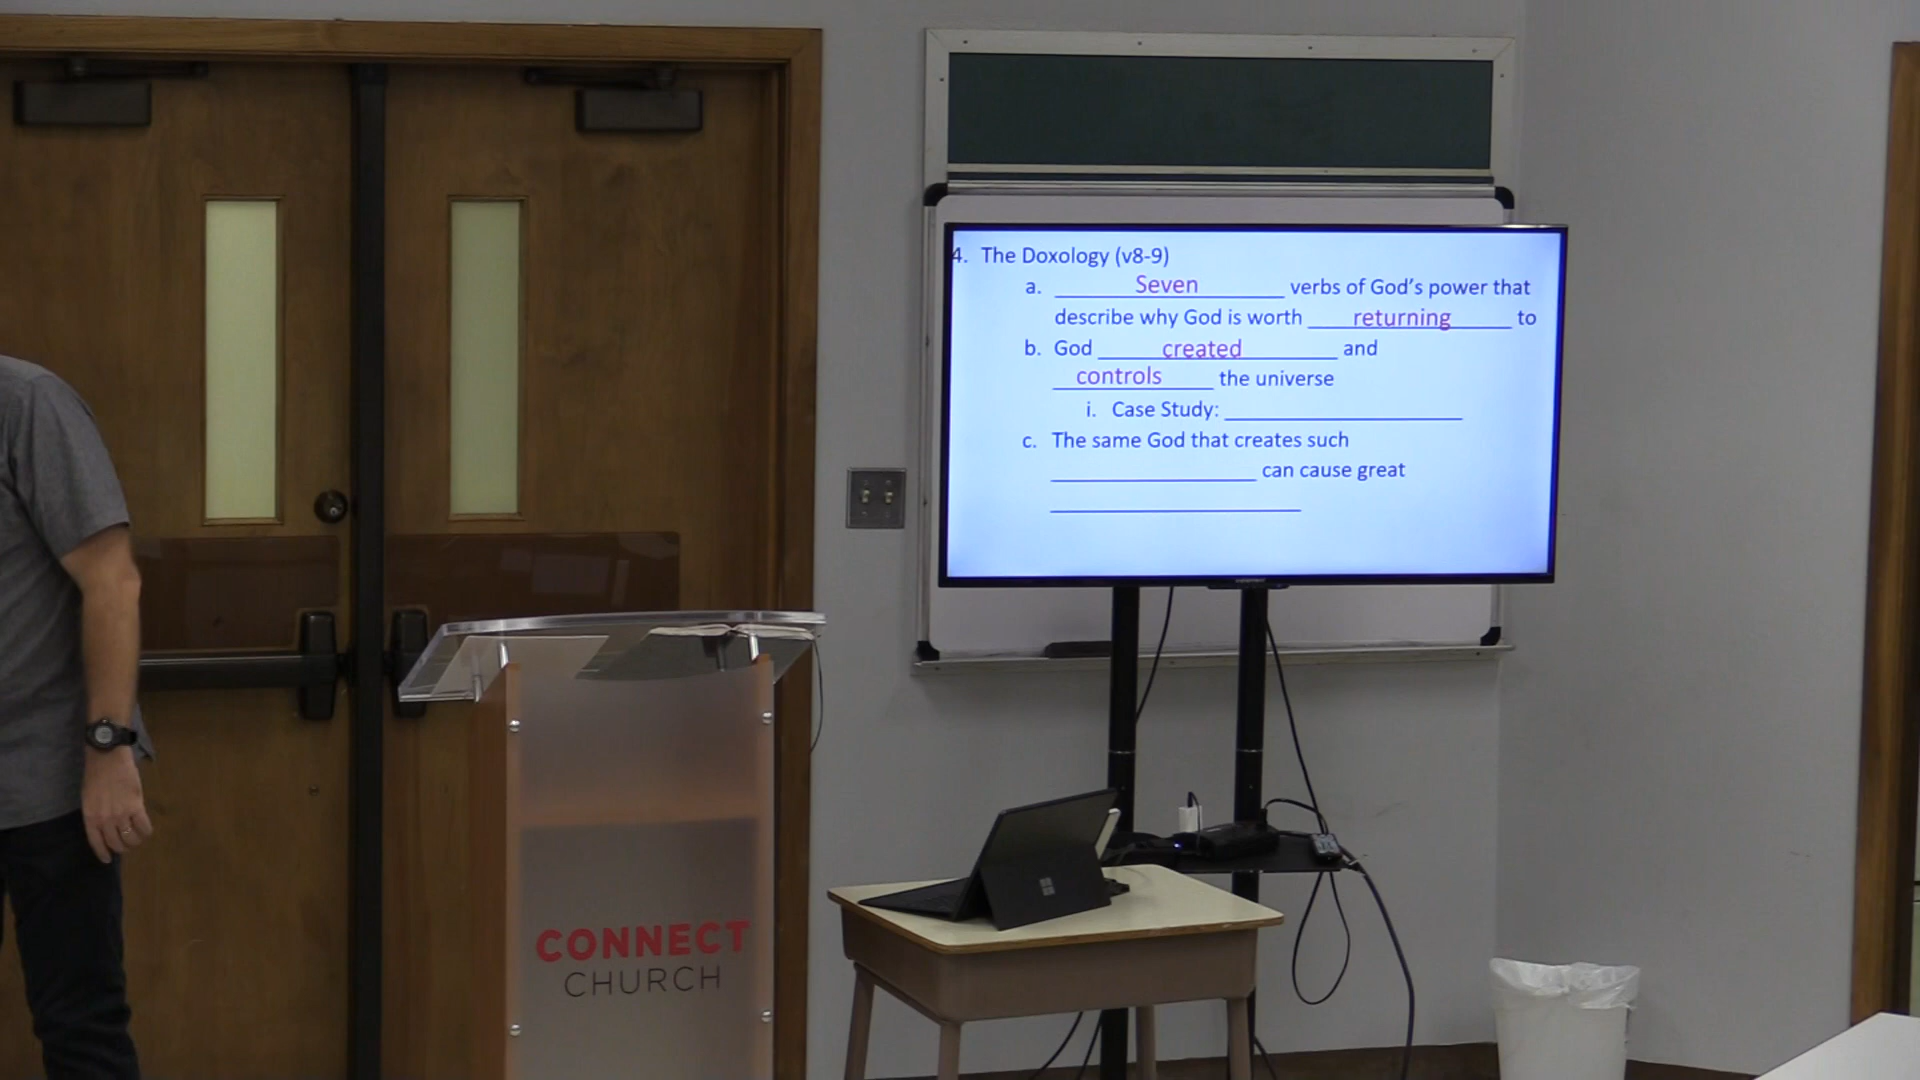 4. The Doxology (v8-9)
a. Seven verbs of God's power that
describe why God is worth returning to
b. God created and
controls the universe
i. Case Study:
c. The same God that creates such
can cause great
CONNECT
CHURCH